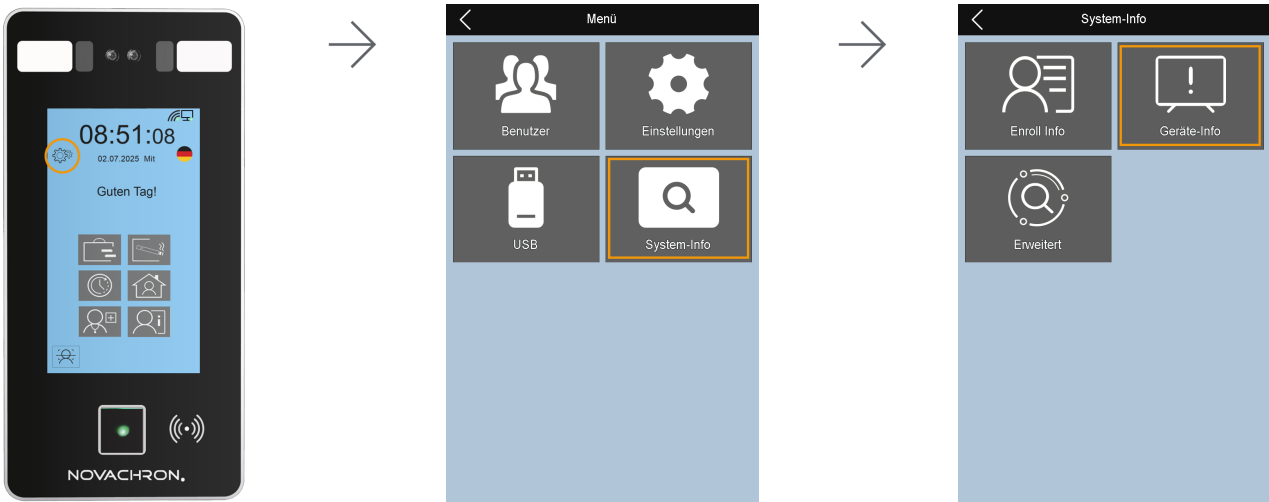 08:51:08
02.07.2025 Mit
Guten Tag!
NOVACHRON.
Menü
Benutzer
Einstellungen
USB
System-Info
System-Info
Enroll Info
Geräte-Info
Erweitert